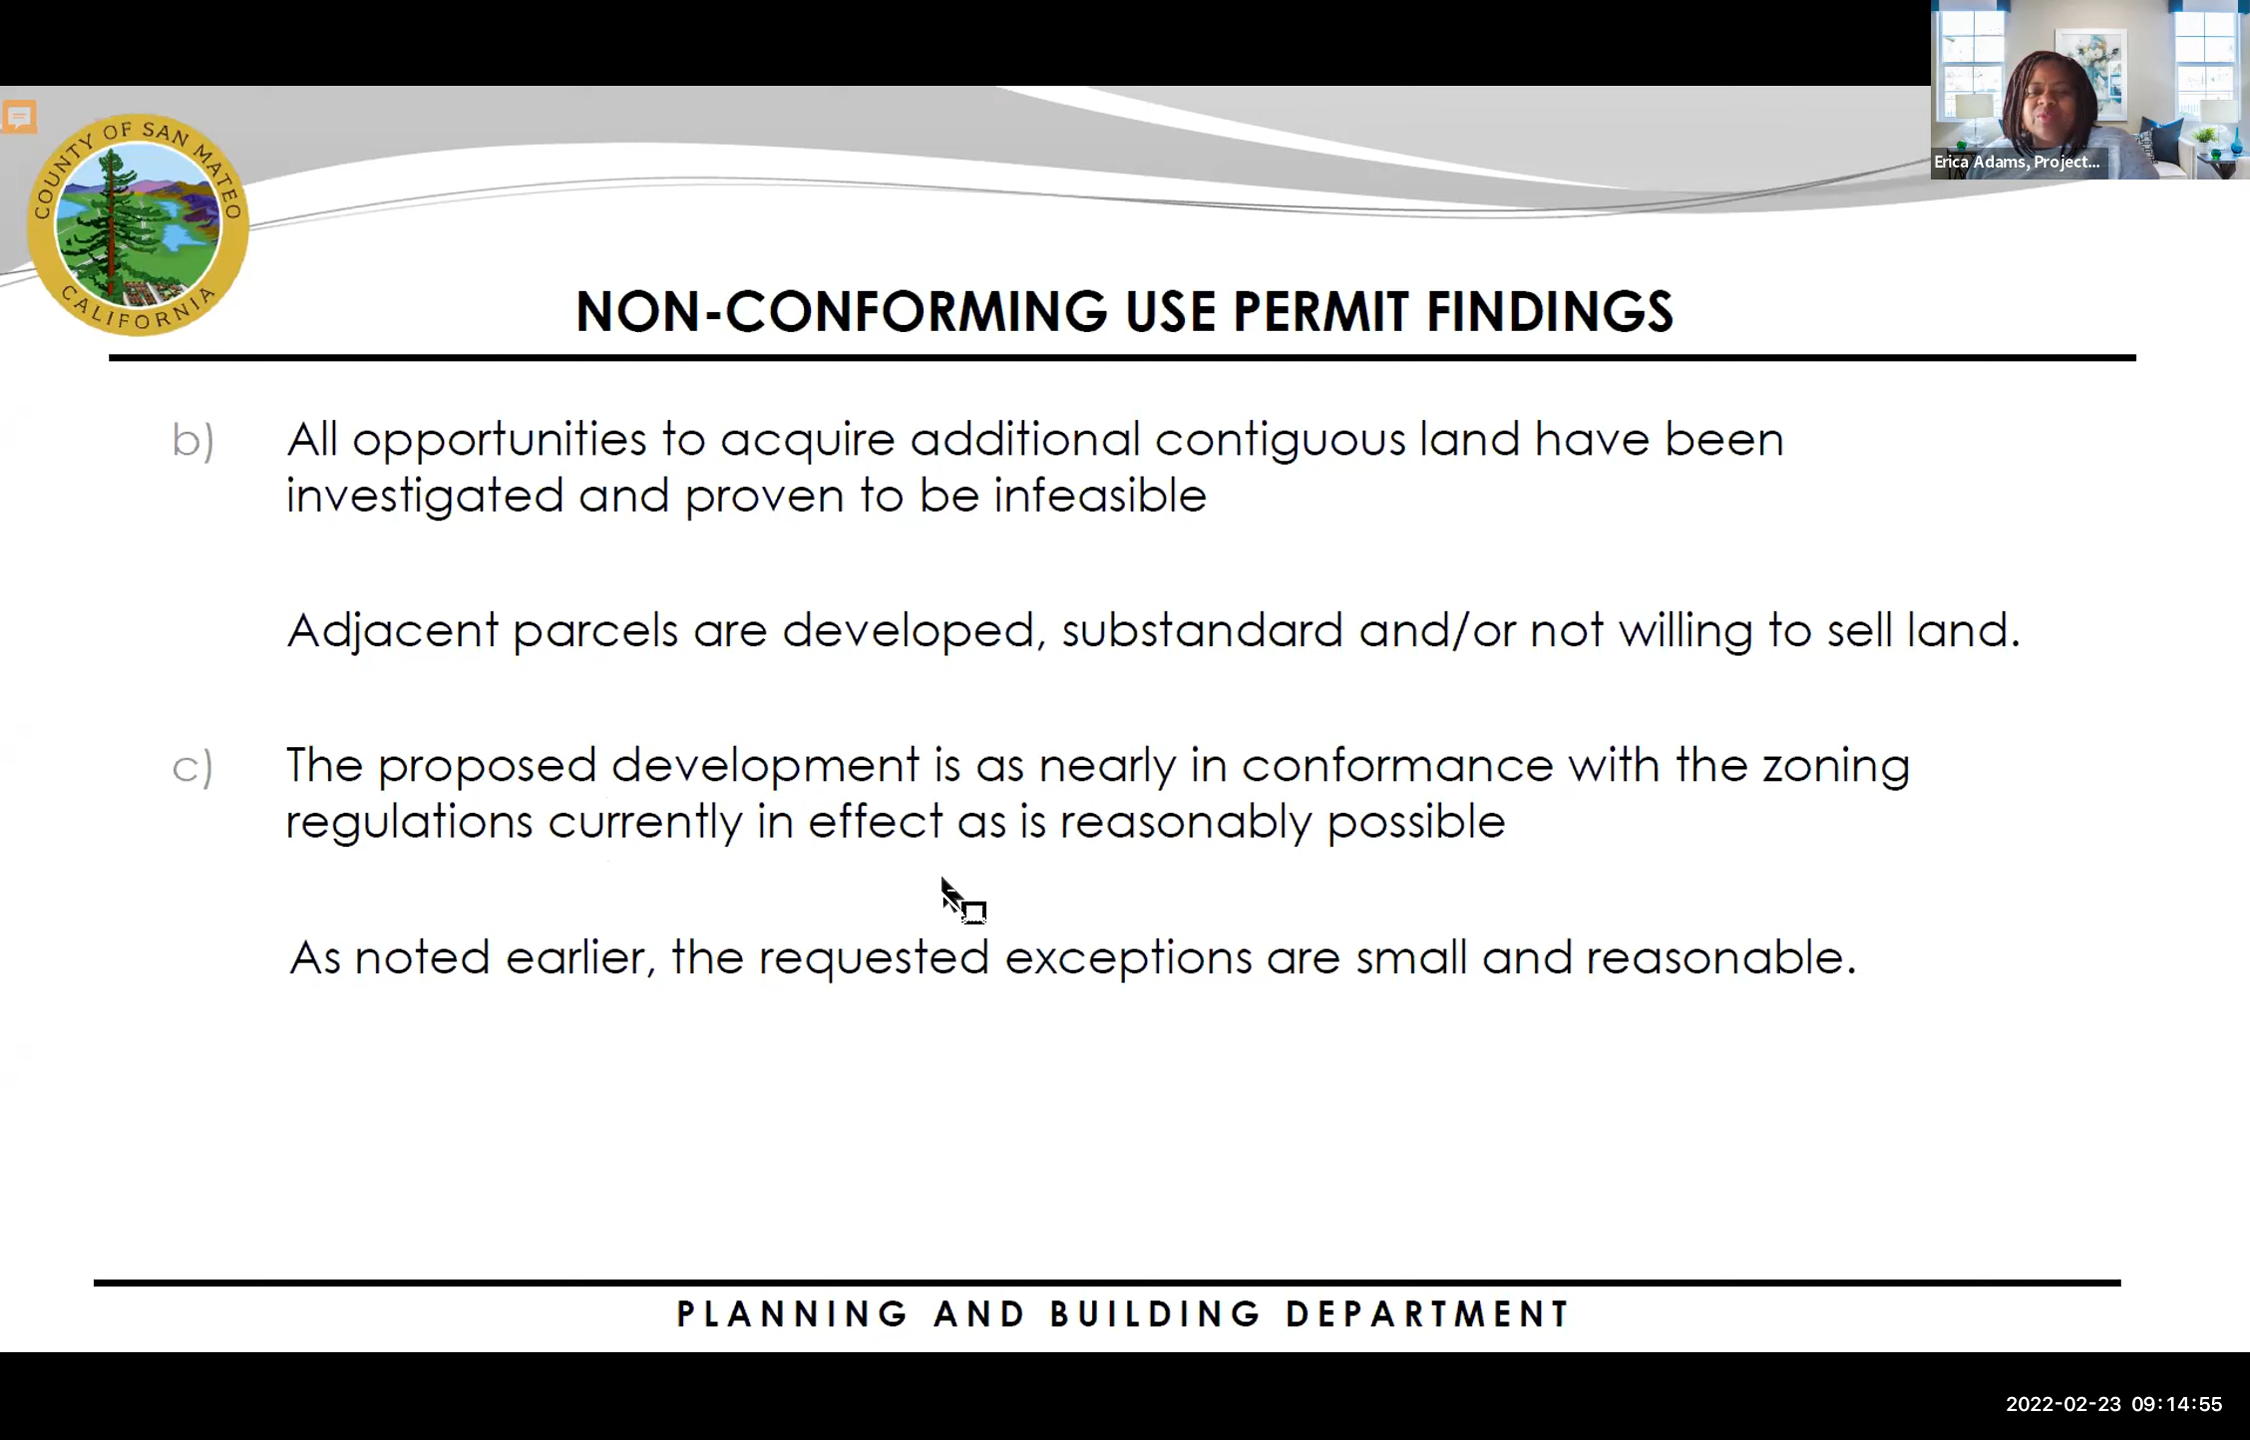 COUNTY OF SAN MATEO
CALIFORNIA
Erica Adams, Project...
NON-CONFORMING USE PERMIT FINDINGS
b) All opportunities to acquire additional contiguous land have been
investigated and proven to be infeasible
Adjacent parcels are developed, substandard and/or not willing to sell land.
c) The proposed development is as nearly in conformance with the zoning
regulations currently in effect as is reasonably possible
As noted earlier, the requested exceptions are small and reasonable.
PLANNING AND BUILDING DEPARTMENT
2022-02-23 09:14:55